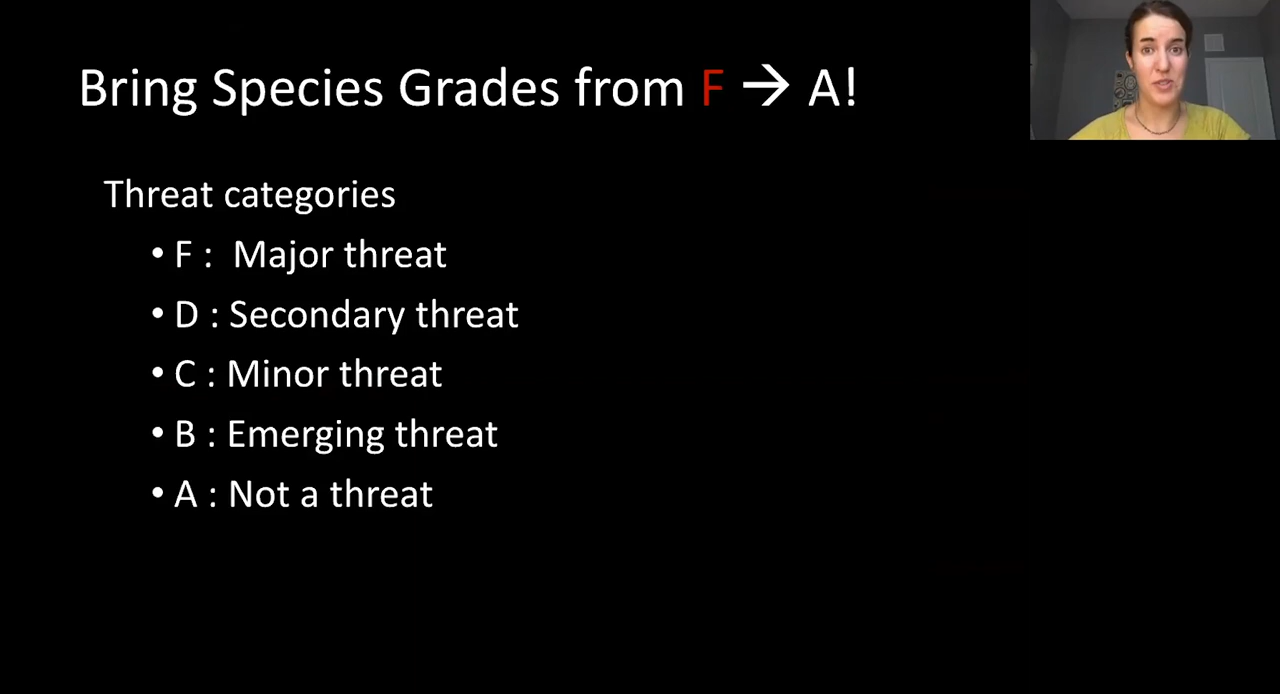 Bring Species Grades from F → A!
Threat categories
• F : Major threat
• D : Secondary threat
• C : Minor threat
• B : Emerging threat
• A : Not a threat